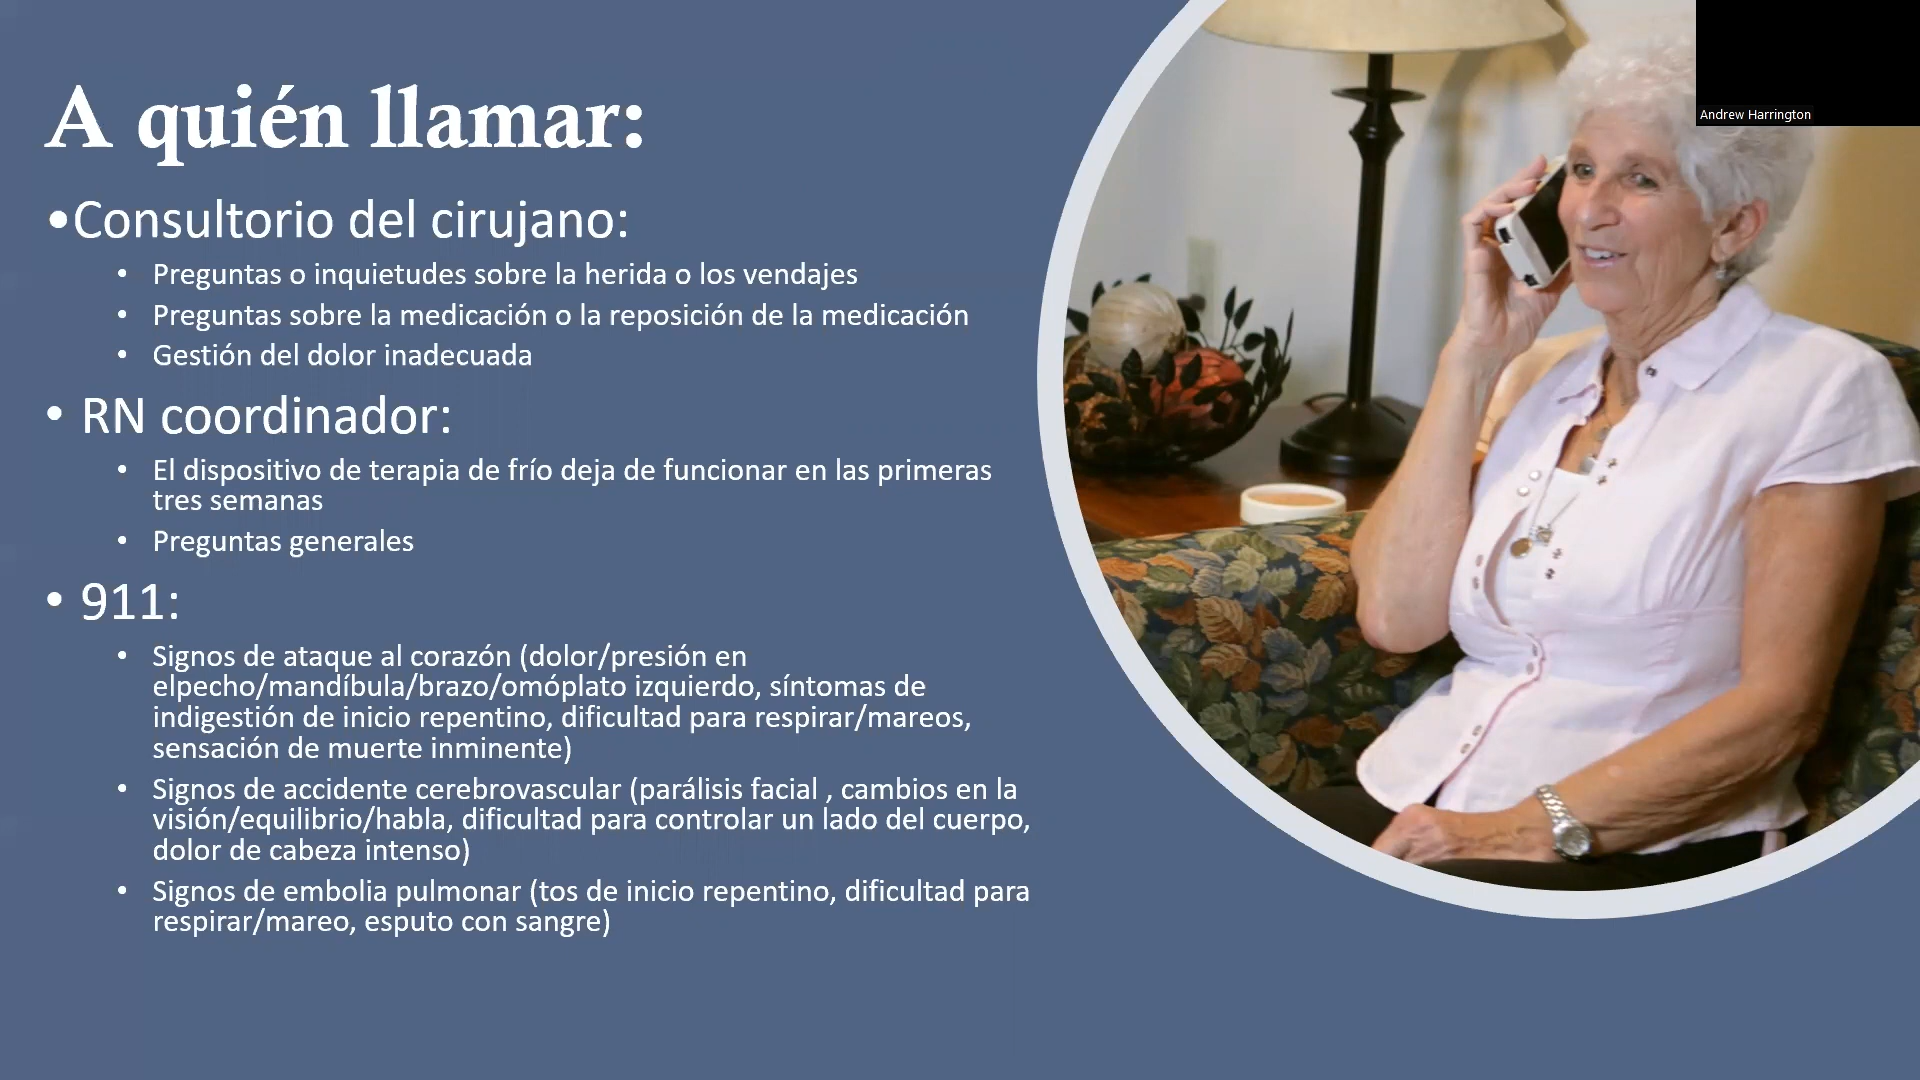 A quién llamar:
•Consultorio del cirujano:
• Preguntas o inquietudes sobre la herida o los vendajes
• Preguntas sobre la medicación o la reposición de la medicación
• Gestión del dolor inadecuada
• RN coordinador:
• El dispositivo de terapia de frío deja de funcionar en las primeras
tres semanas
• Preguntas generales
• 911:
• Signos de ataque al corazón (dolor/presión en
elpecho/mandíbula/brazo/omóplato izquierdo, síntomas de
indigestión de inicio repentino, dificultad para respirar/mareos,
sensación de muerte inminente)
• Signos de accidente cerebrovascular (parálisis facial , cambios en la
visión/equilibrio/habla, dificultad para controlar un lado del cuerpo,
dolor de cabeza intenso)
• Signos de embolia pulmonar (tos de inicio repentino, dificultad para
respirar/mareo, esputo con sangre)
Andrew Harrington